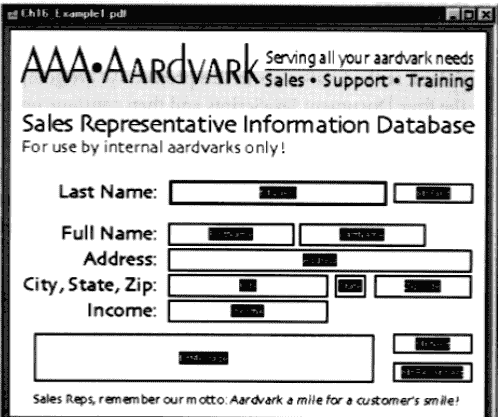 Ch16_Example1.pdf
AAA•AARDVARK
Serving all your aardvark needs
Sales • Support • Training
Sales Representative Information Database
For use by internal aardvarks only!
Last Name:
Full Name:
Address:
City, State, Zip:
Income:
Sales Reps, remember our motto: Aardvark a mile for a customer's smile!